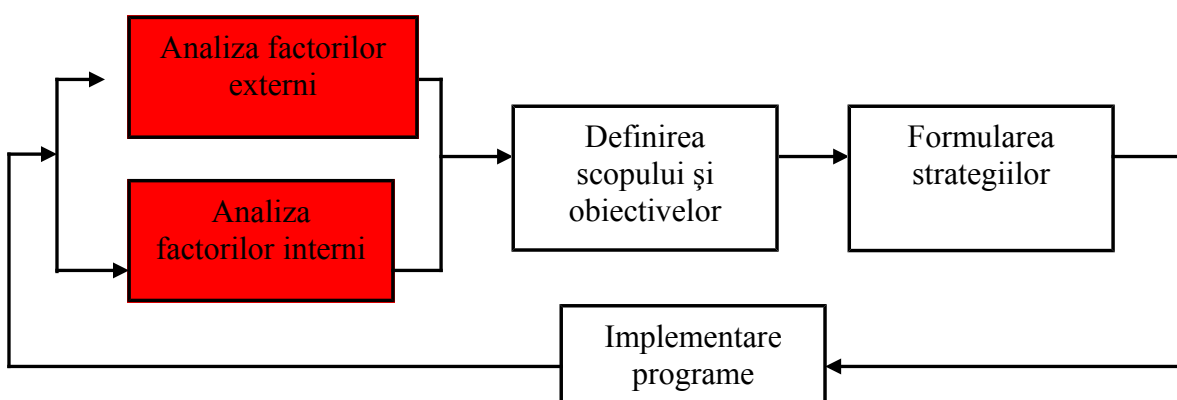 Analiza factorilor
externi
Analiza
factorilor interni
Definirea
scopului şi
obiectivelor
Formularea
strategiilor
Implementare
programe